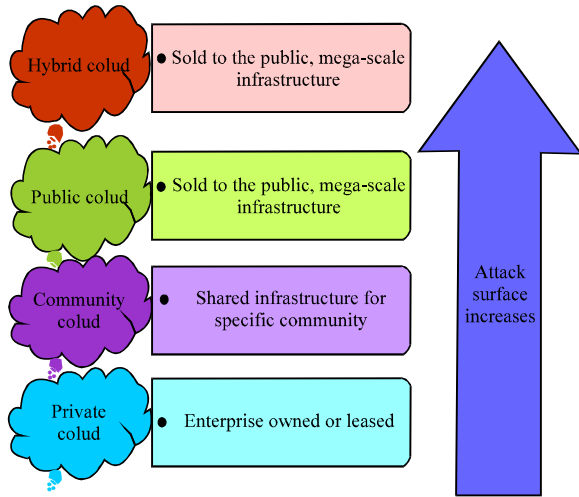 Hybrid colud
• Sold to the public, mega-scale
infrastructure
Public colud
• Sold to the public, mega-scale
infrastructure
Community
colud
• Shared infrastructure for
specific community
Private
colud
• Enterprise owned or leased
Attack
surface
increases